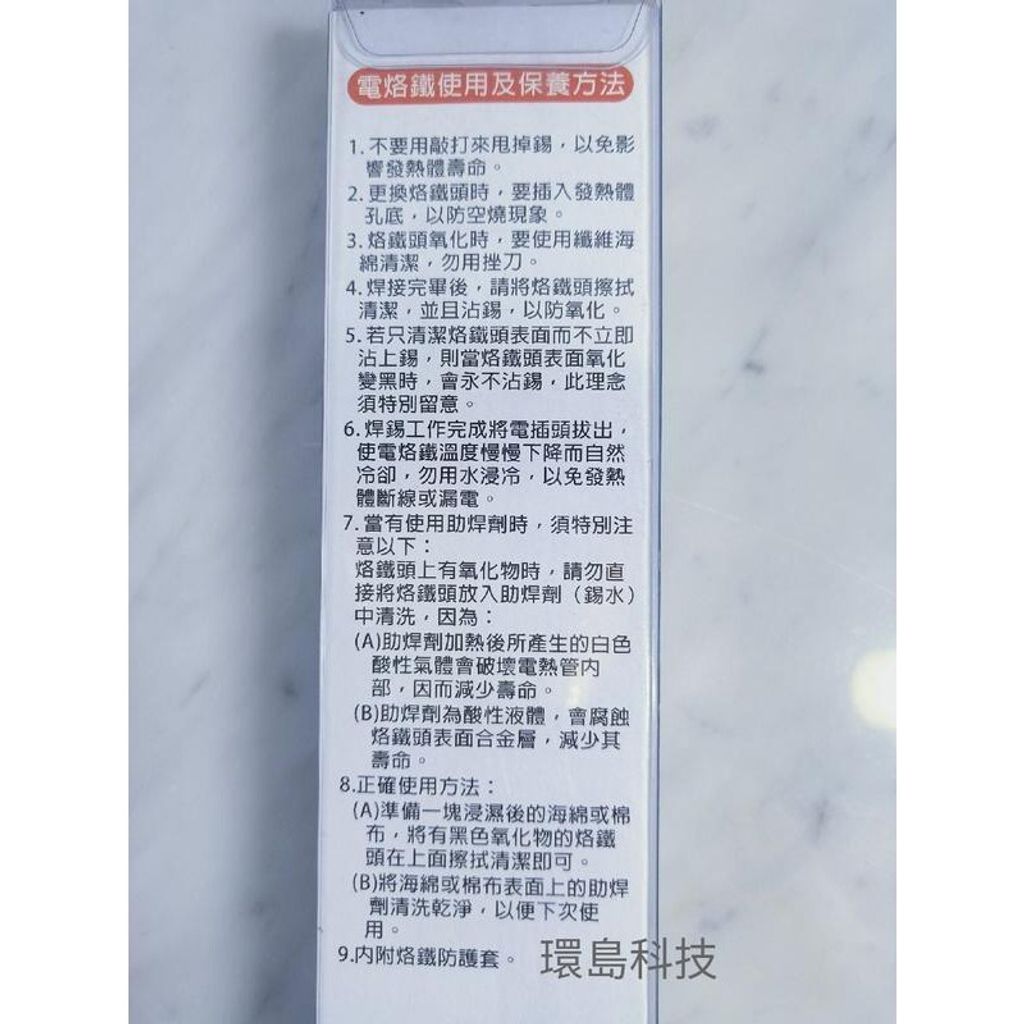 電烙鐵使用及保養方法
1.不要用敲打來甩掉錫，以免影
響發熱體壽命。
2.更換烙鐵頭時，要插入發熱體
孔底，以防空燒現象。
3.烙鐵頭氧化時，要使用纖維海
綿清潔，勿用挫刀。
4.焊接完畢後，請將烙鐵頭擦拭
清潔，並且沾錫，以防氧化。
5.若只清潔烙鐵頭表面而不立即
沾上錫，則當烙鐵頭表面氧化
變黑時，會永不沾錫，此理念
須特別留意。
6.焊錫工作完成將電插頭拔出，
使電烙鐵溫度慢慢下降而自然
冷卻，勿用水浸冷，以免發熱
體斷線或漏電。
7.當有使用助焊劑時，須特別注
意以下：
烙鐵頭上有氧化物時，請勿直
接將烙鐵頭放入助焊劑（錫水）
中清洗，因為：
(A)助焊劑加熱後所產生的白色
酸性氣體會破壞電熱管內
部，因而減少壽命。
(B)助焊劑為酸性液體，會腐蝕
烙鐵頭表面合金層，減少其
壽命。
8.正確使用方法：
(A)準備一塊浸濕後的海綿或棉
布，將有黑色氧化物的烙鐵
頭在上面擦拭清潔即可。
(B)將海綿或棉布表面上的助焊
劑清洗乾淨，以便下次使
用。
9.內附烙鐵防護套。
環島科技